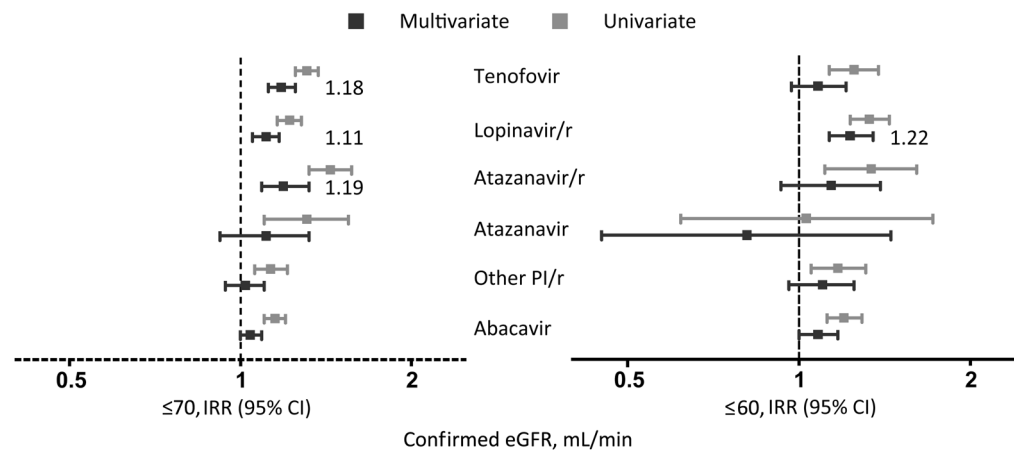 Multivariate Univariate
Tenofovir
1.18
Lopinavir/r
1.11 1.22
Atazanavir/r
1.19
Atazanavir
Other PI/r
Abacavir
0.5 1 2 0.5 1 2
≤70, IRR (95% CI) ≤60, IRR (95% CI)
Confirmed eGFR, mL/min